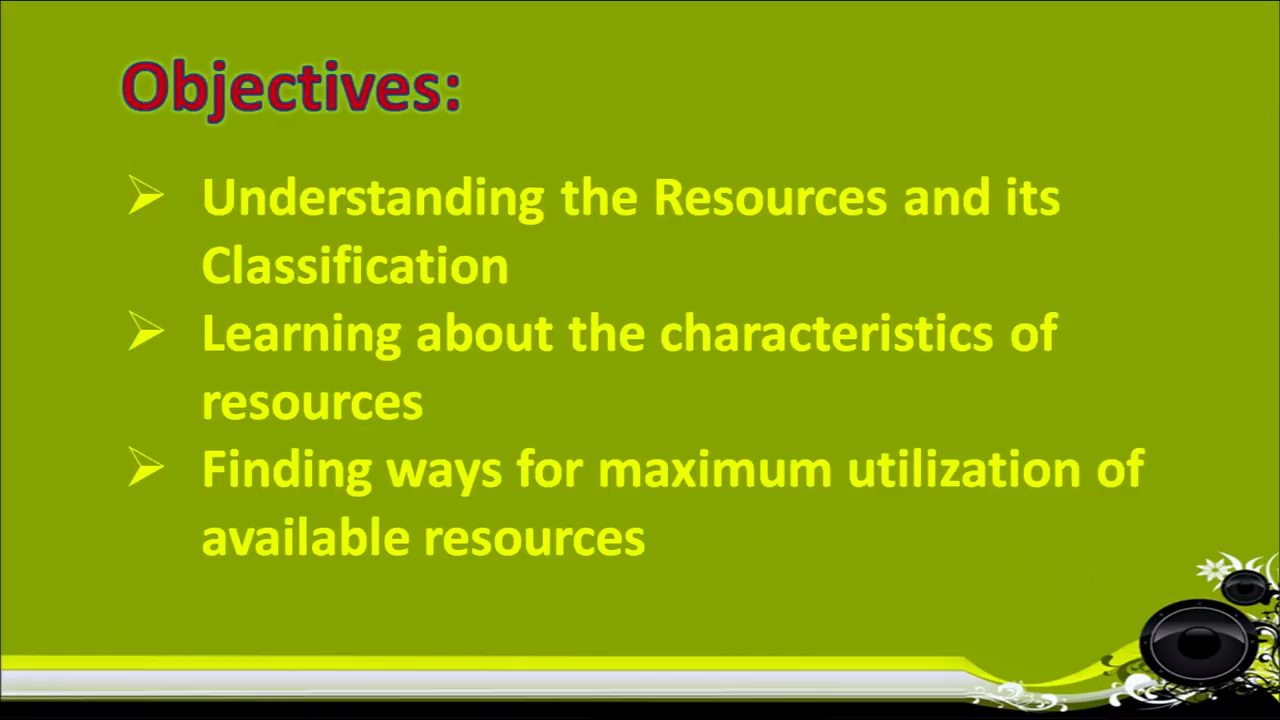 Objectives:
➢ Understanding the Resources and its
Classification
➢ Learning about the characteristics of
resources
➢ Finding ways for maximum utilization of
available resources